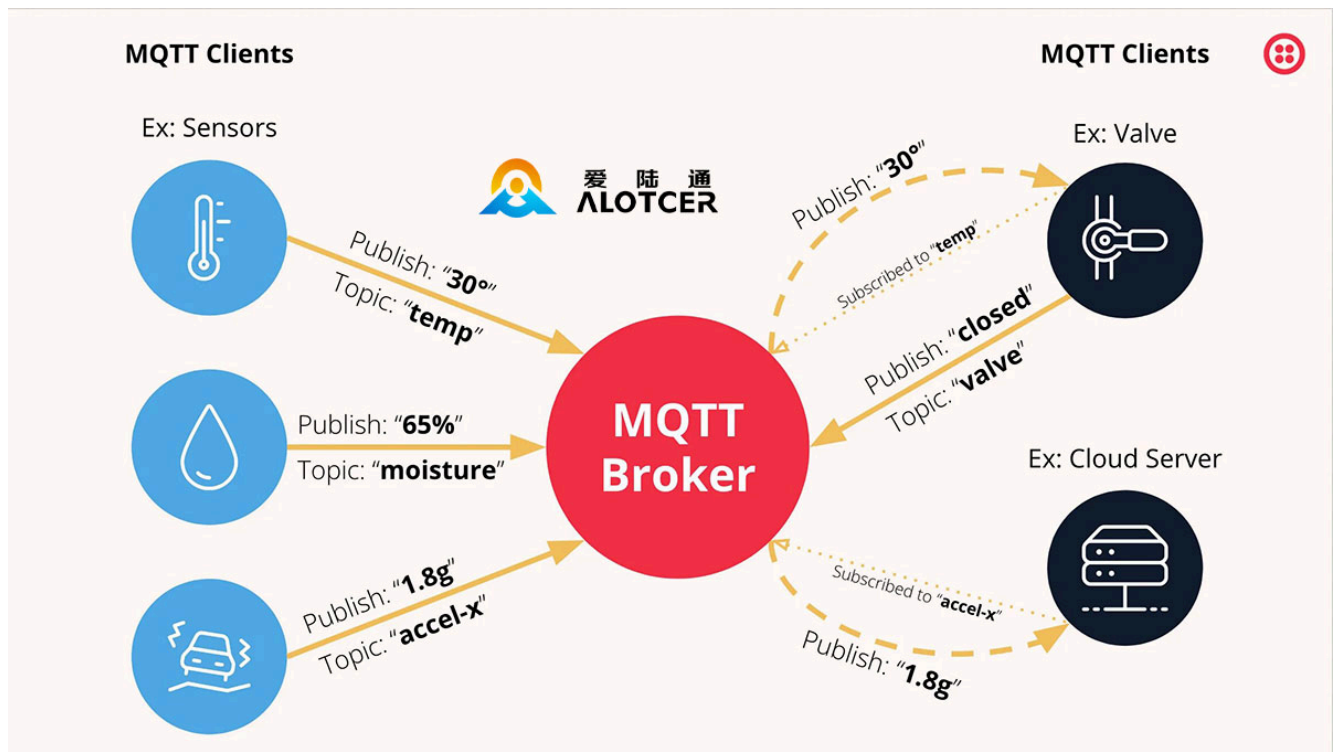 MQTT Clients
MQTT Clients
Ex: Sensors
Ex: Valve
爱陆通
ALOTCER
Publish: “30°”
Topic: “temp”
Publish: “30°”
Subscribed to “temp”
Publish: “closed”
Topic: “valve”
Publish: “65%”
Topic: “moisture”
MQTT
Broker
Ex: Cloud Server
Publish: “1.8g”
Topic: “accel-x”
Subscribed to “accel-x”
Publish: “1.8g”